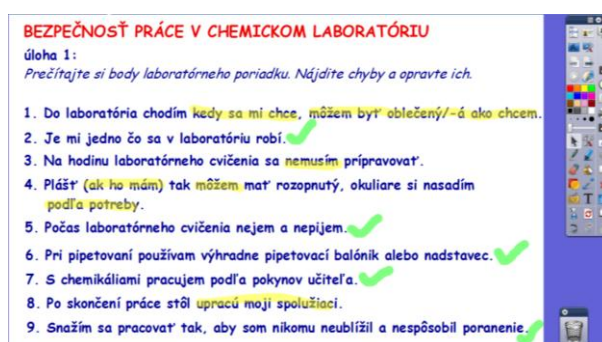 BEZPEČNOSŤ PRÁCE V CHEMICKOM LABORATÓRIU
úloha 1:
Prečítajte si body laboratórneho poriadku. Nájdite chyby a opravte ich.
1. Do laboratória chodím kedy sa mi chce, môžem byť oblečený/-á ako chcem.
2. Je mi jedno čo sa v laboratóriu robí.
3. Na hodinu laboratórneho cvičenia sa nemusím prípravovať.
4. Plášť (ak ho mám) tak môžem mať rozopnutý, okuliare si nasadím
podľa potreby.
5. Počas laboratórneho cvičenia nejem a nepijem.
6. Pri pipetovaní používam výhradne pipetovací balónik alebo nadstavec.
7. S chemikáliami pracujem podľa pokynov učiteľa.
8. Po skončení práce stôl upracú moji spolužiaci.
9. Snažím sa pracovať tak, aby som nikomu neublížil a nespôsobil poranenie.